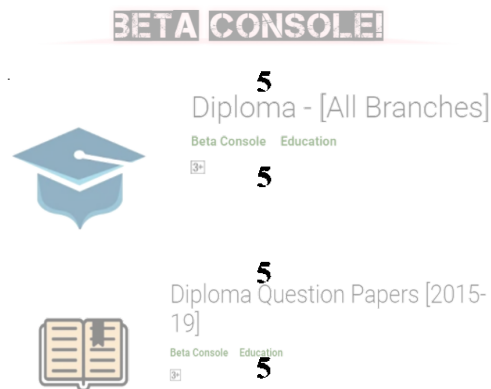 BETA CONSOLE!
5
Diploma - [All Branches]
Beta Console Education
3+
5
5
Diploma Question Papers [2015-
19]
Beta Console Education
3+
5